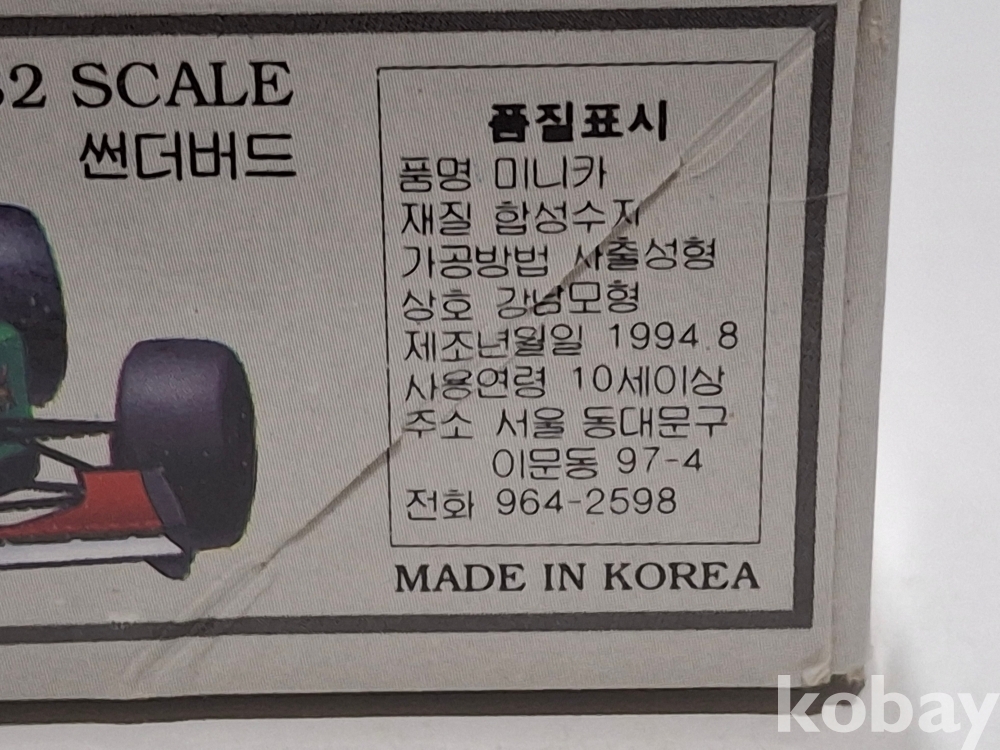 32 SCALE
썬더버드
품질표시
품명 미니카
재질 합성수지
가공방법 사출성형
상호 강남모형
제조년월일 1994.8
사용연령 10세이상
주소 서울 동대문구
이문동 97-4
전화 964-2598
MADE IN KOREA
kobay